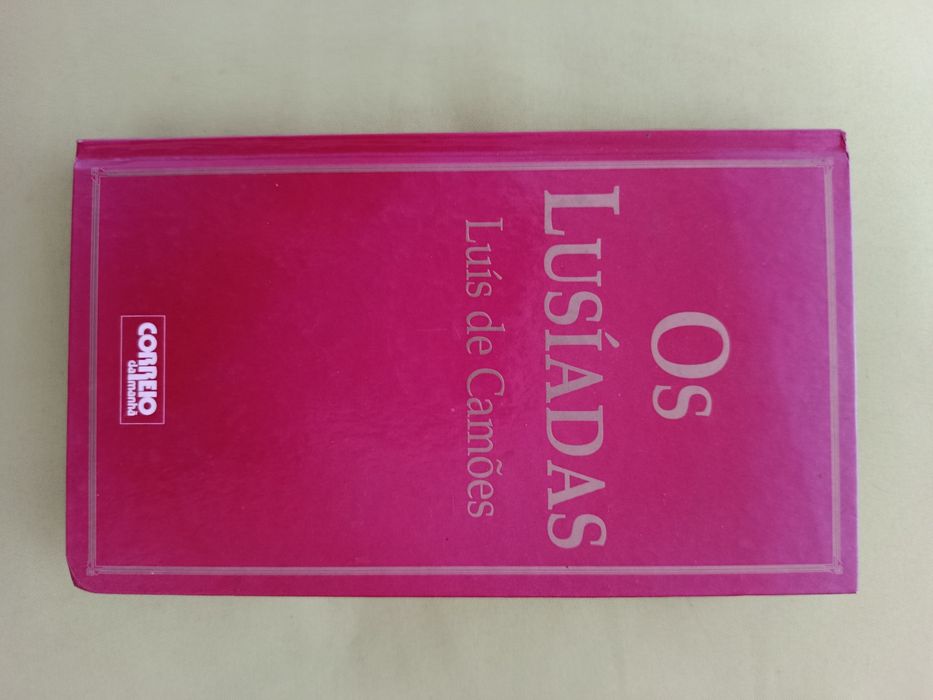 Os
LUSÍADAS
Luís de Camões
CORREIO
da manhã